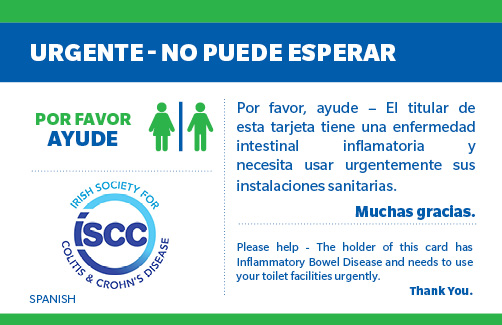 URGENTE - NO PUEDE ESPERAR
POR FAVOR
AYUDE
Por favor, ayude – El titular de
esta tarjeta tiene una enfermedad
intestinal inflamatoria y
necesita usar urgentemente sus
instalaciones sanitarias.
Muchas gracias.
IRISH SOCIETY FOR
iSCC
COLITIS & CROHN'S DISEASE
Please help - The holder of this card has
Inflammatory Bowel Disease and needs to use
your toilet facilities urgently.
Thank You.
SPANISH